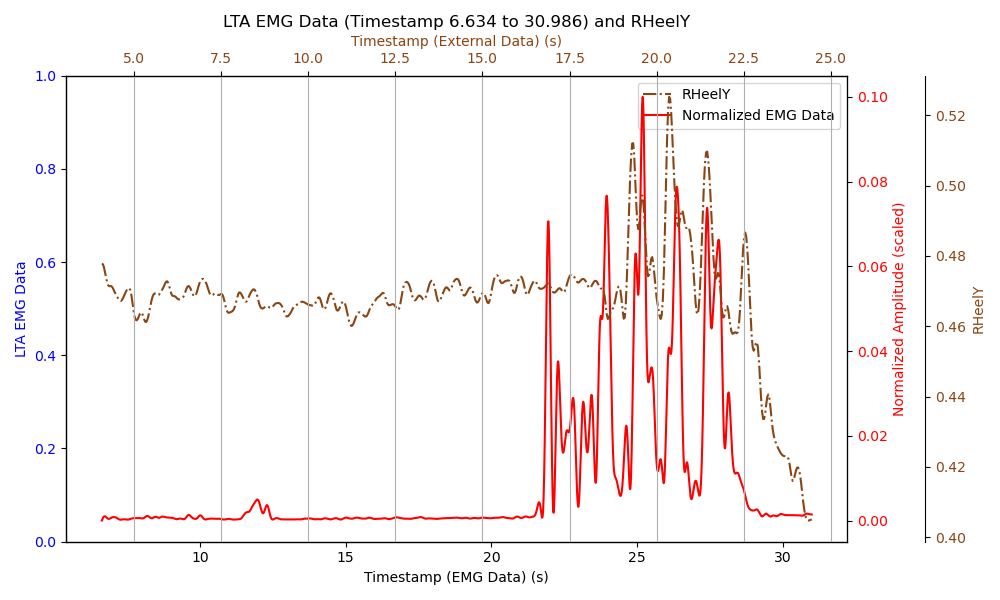 LTA EMG Data (Timestamp 6.634 to 30.986) and RHeelY
Timestamp (External Data) (s)
5.0 7.5 10.0 12.5 15.0 17.5 20.0 22.5 25.0
RHeelY
Normalized EMG Data
LTA EMG Data
1.0
0.8
0.6
0.4
0.2
0.0
0.10
0.08
0.06
0.04
0.02
0.00
Normalized Amplitude (scaled)
0.52
0.50
0.48
0.46
0.44
0.42
0.40
RHeelY
10 15 20 25 30
Timestamp (EMG Data) (s)